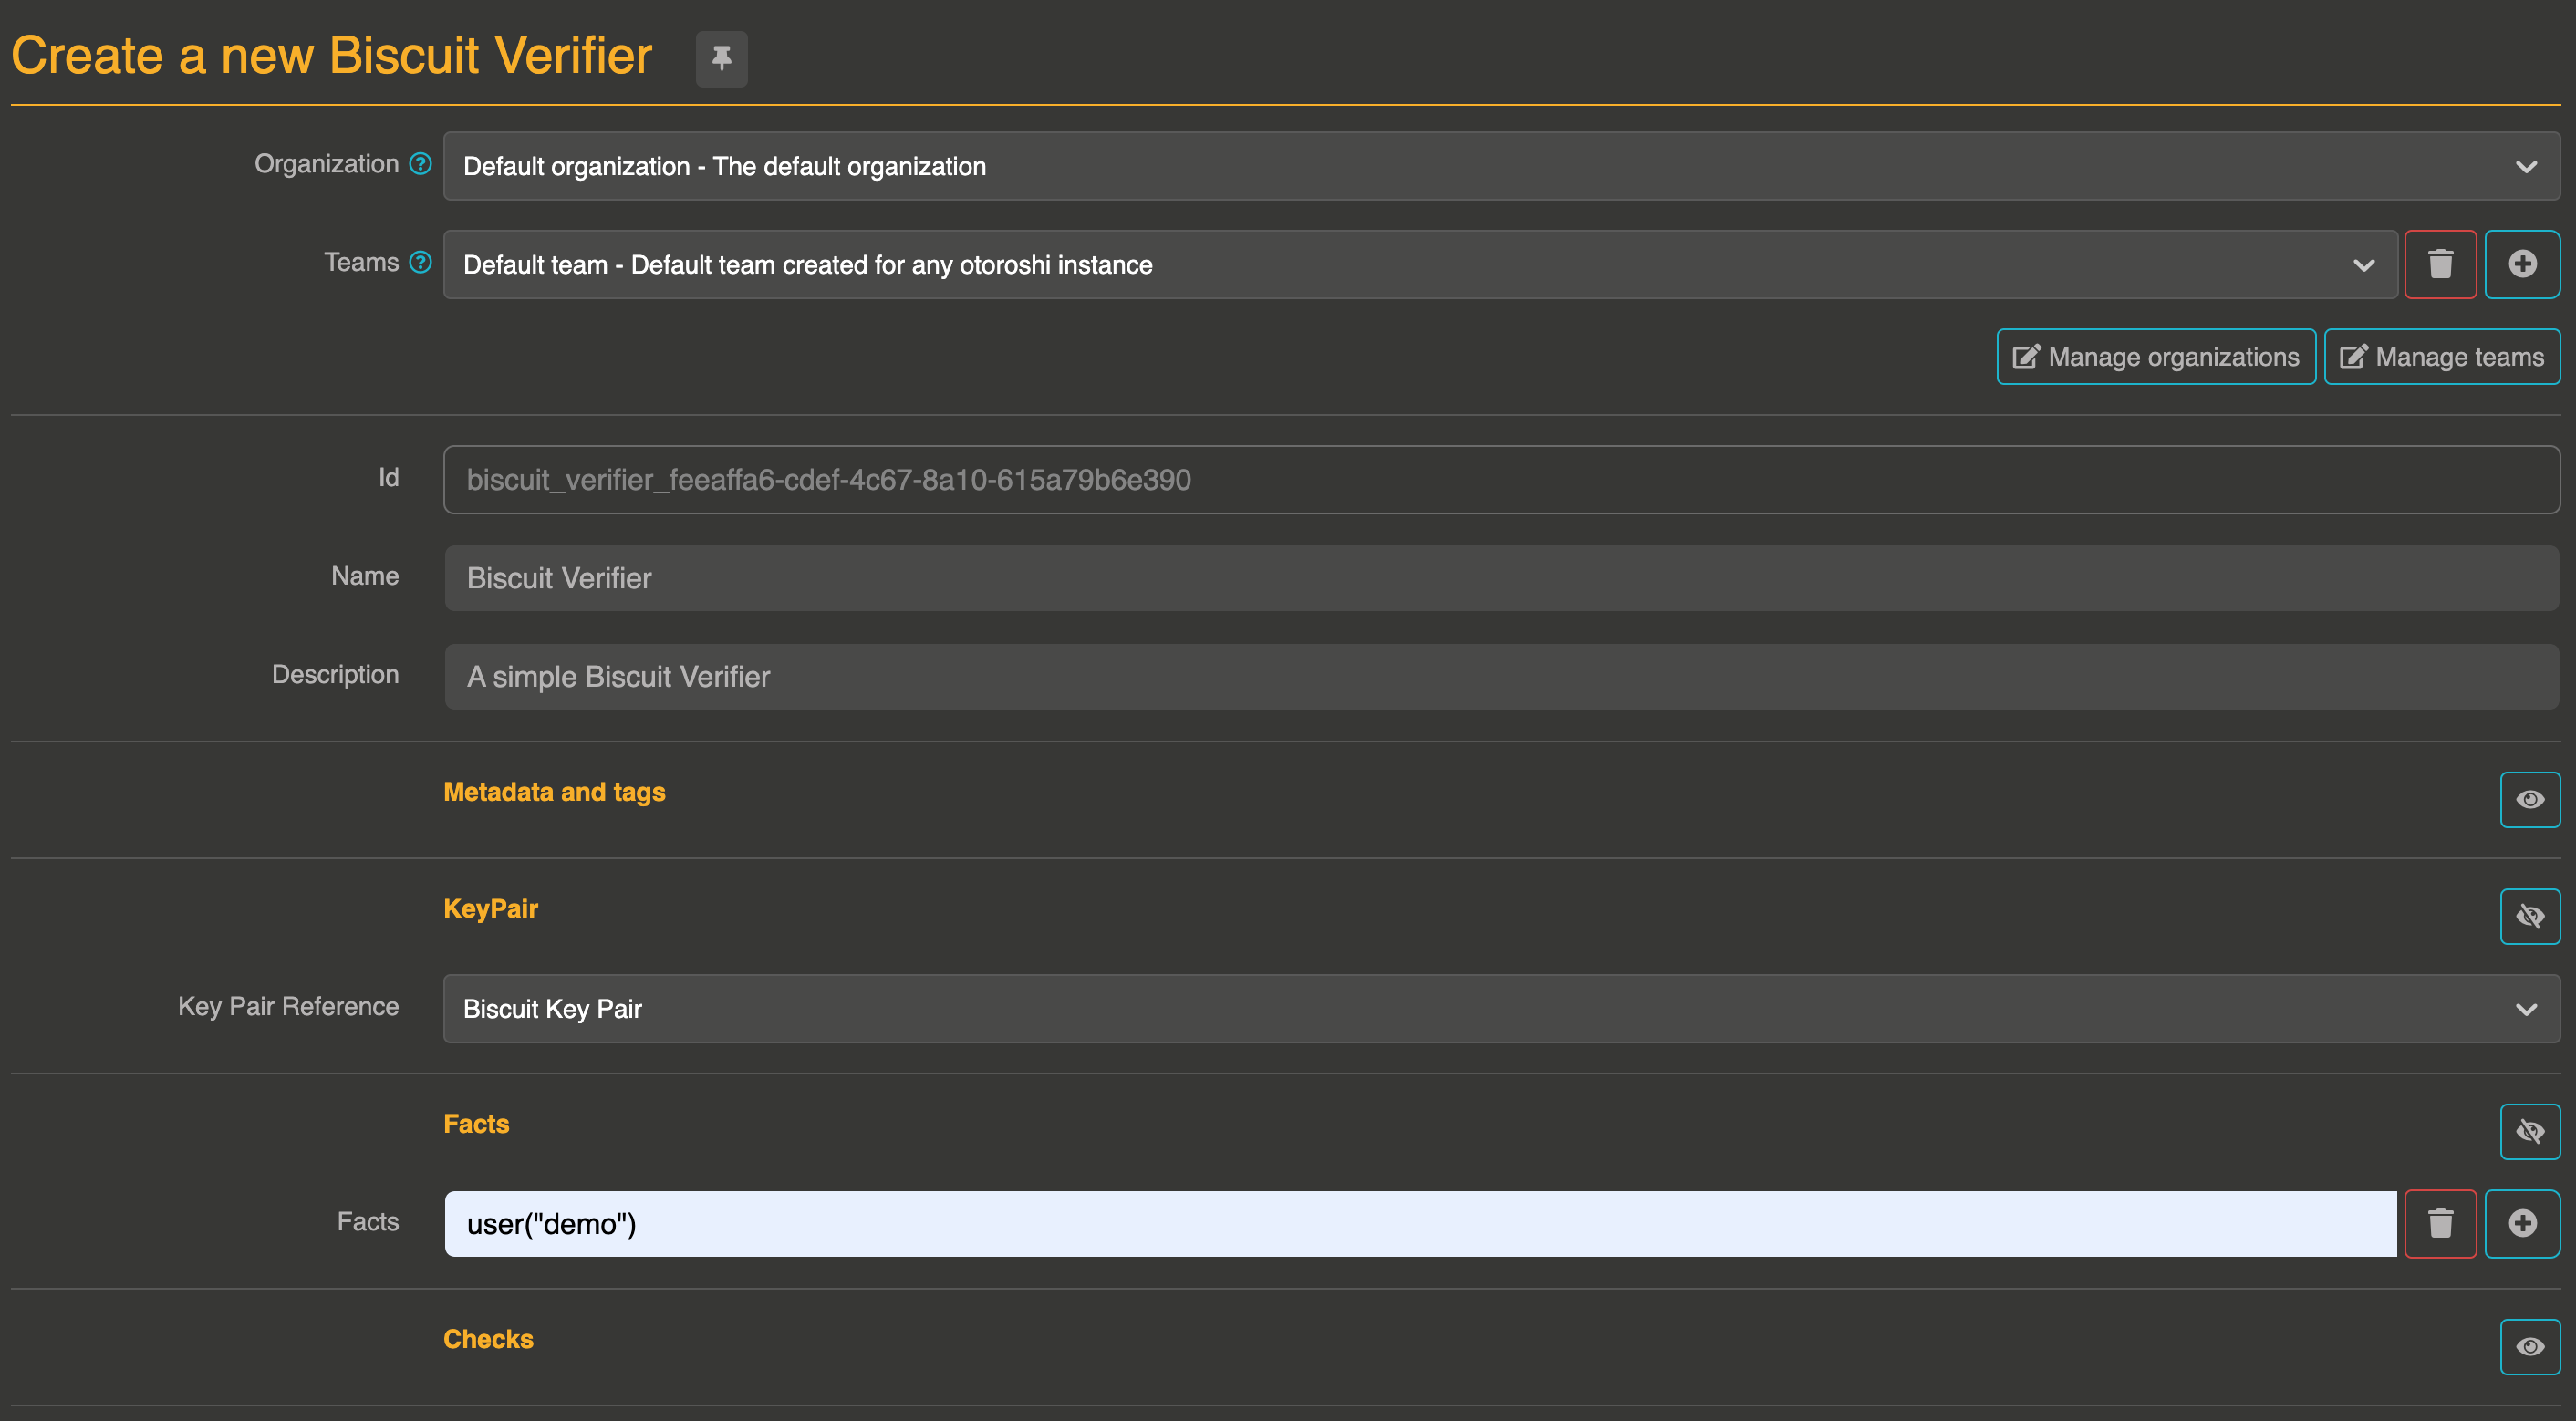 Create a new Biscuit Verifier
Organization ? Default organization - The default organization
Teams ? Default team - Default team created for any otoroshi instance
Manage organizations Manage teams
Id biscuit_verifier_feeaffa6-cdef-4c67-8a10-615a79b6e390
Name Biscuit Verifier
Description A simple Biscuit Verifier
Metadata and tags
KeyPair
Key Pair Reference Biscuit Key Pair
Facts
Facts user("demo")
Checks